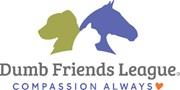 Dumb Friends League®
COMPASSION ALWAYS